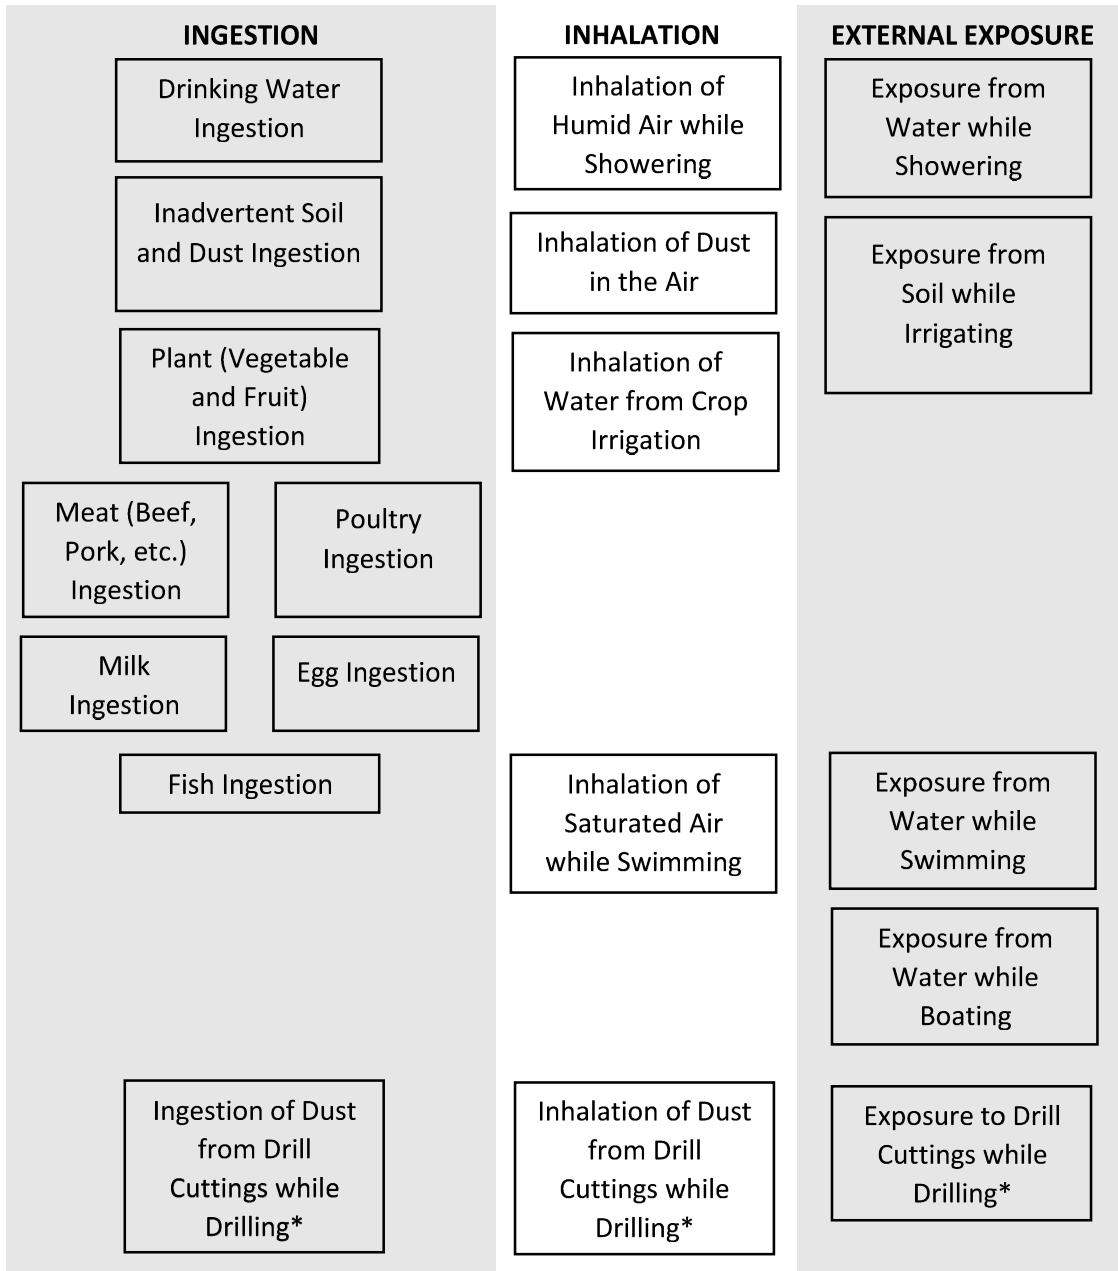 INGESTION
Drinking Water
Ingestion
Inadvertent Soil
and Dust Ingestion
Plant (Vegetable
and Fruit)
Ingestion
Meat (Beef,
Pork, etc.)
Ingestion
Poultry
Ingestion
Milk
Ingestion
Egg Ingestion
Fish Ingestion
Ingestion of Dust
from Drill
Cuttings while
Drilling*
INHALATION
Inhalation of
Humid Air while
Showering
Inhalation of Dust
in the Air
Inhalation of
Water from Crop
Irrigation
Inhalation of
Saturated Air
while Swimming
Inhalation of Dust
from Drill
Cuttings while
Drilling*
EXTERNAL EXPOSURE
Exposure from
Water while
Showering
Exposure from
Soil while
Irrigating
Exposure from
Water while
Swimming
Exposure from
Water while
Boating
Exposure to Drill
Cuttings while
Drilling*